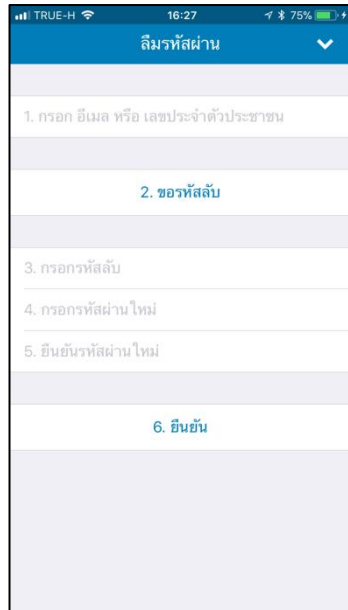 TRUE-H 16:27 75%
ลืมรหัสผ่าน
1. กรอก อีเมล หรือ เลขประจำตัวประชาชน
2. ขอรหัสลับ
3. กรอกรหัสลับ
4. กรอกรหัสผ่านใหม่
5. ยืนยันรหัสผ่านใหม่
6. ยืนยัน